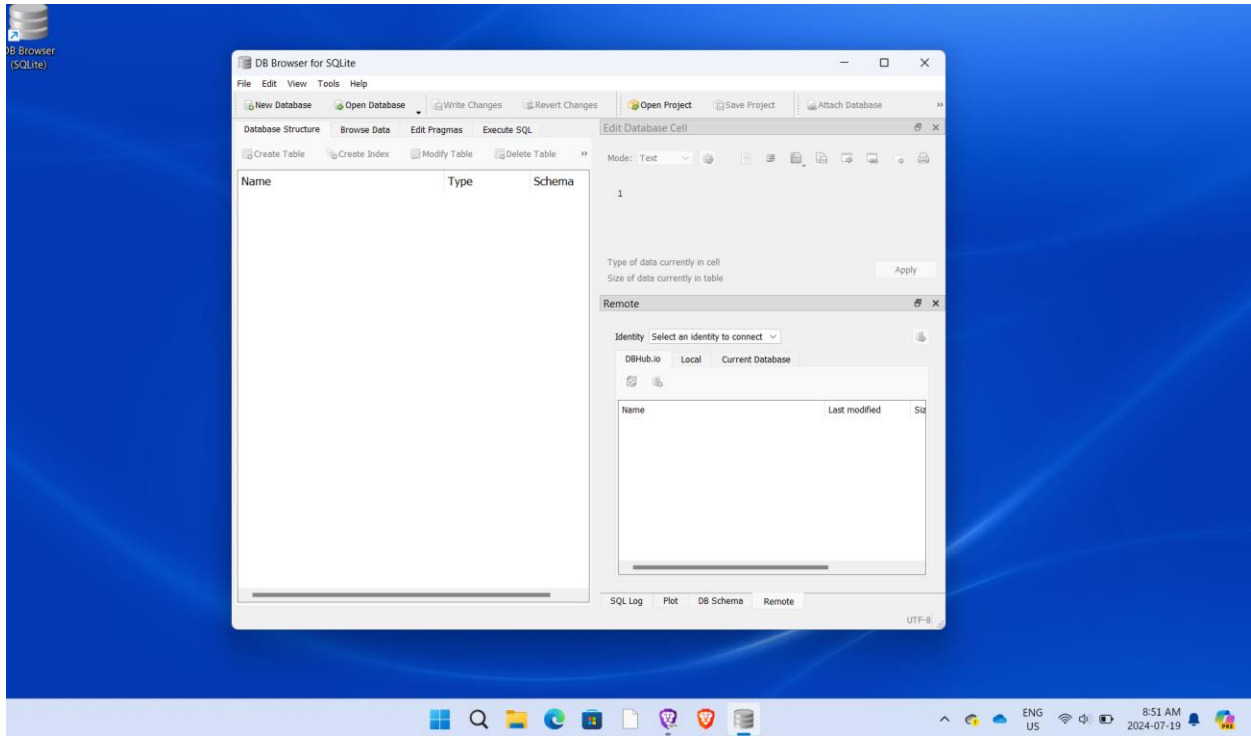 DB Browser
(SQLite)
DB Browser for SQLite
File Edit View Tools Help
New Database Open Database Write Changes Revert Changes Open Project Save Project Attach Database »
Database Structure Browse Data Edit Pragmas Execute SQL
Create Table Create Index Modify Table Delete Table »
Name Type Schema
Edit Database Cell
Mode: Text
1
Type of data currently in cell
Size of data currently in table
Apply
Remote
Identity Select an identity to connect
DBHub.io Local Current Database
Name Last modified Siz
SQL Log Plot DB Schema Remote
UTF-8
ENG
US
8:51 AM
2024-07-19
PRE